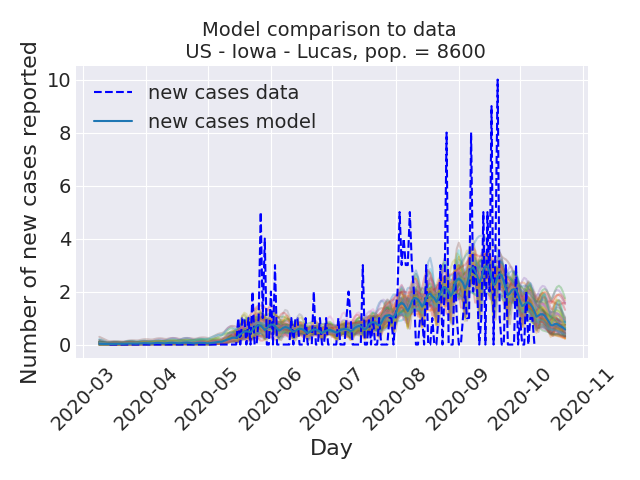 Model comparison to data
US - Iowa - Lucas, pop. = 8600
Number of new cases reported
10
8
6
4
2
0
new cases data
new cases model
2020-03
2020-04
2020-05
2020-06
2020-07
2020-08
2020-09
2020-10
2020-11
Day